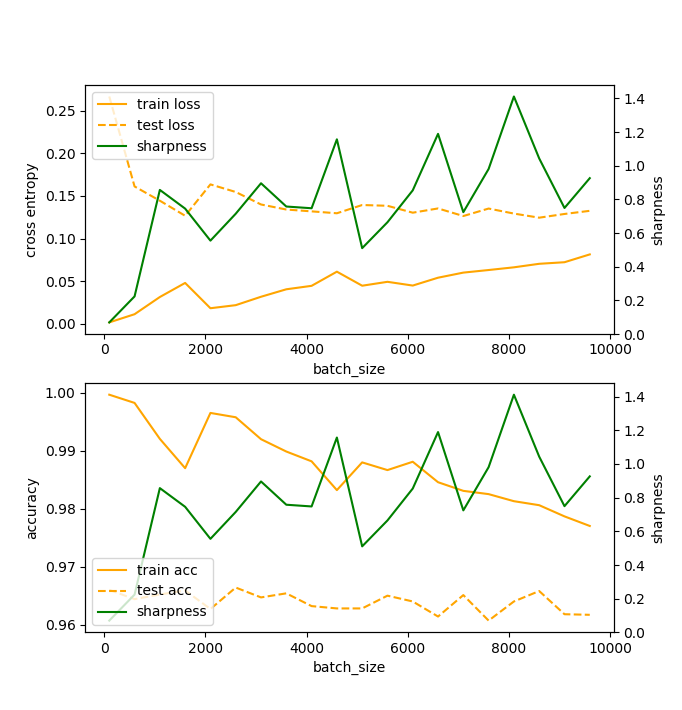 train loss
test loss
sharpness
0.25
0.20
0.15
0.10
0.05
0.00
cross entropy
1.4
1.2
1.0
0.8
0.6
0.4
0.2
0.0
sharpness
0 2000 4000 6000 8000 10000
batch_size
1.00
0.99
0.98
0.97
0.96
accuracy
train acc
test acc
sharpness
1.4
1.2
1.0
0.8
0.6
0.4
0.2
0.0
sharpness
0 2000 4000 6000 8000 10000
batch_size